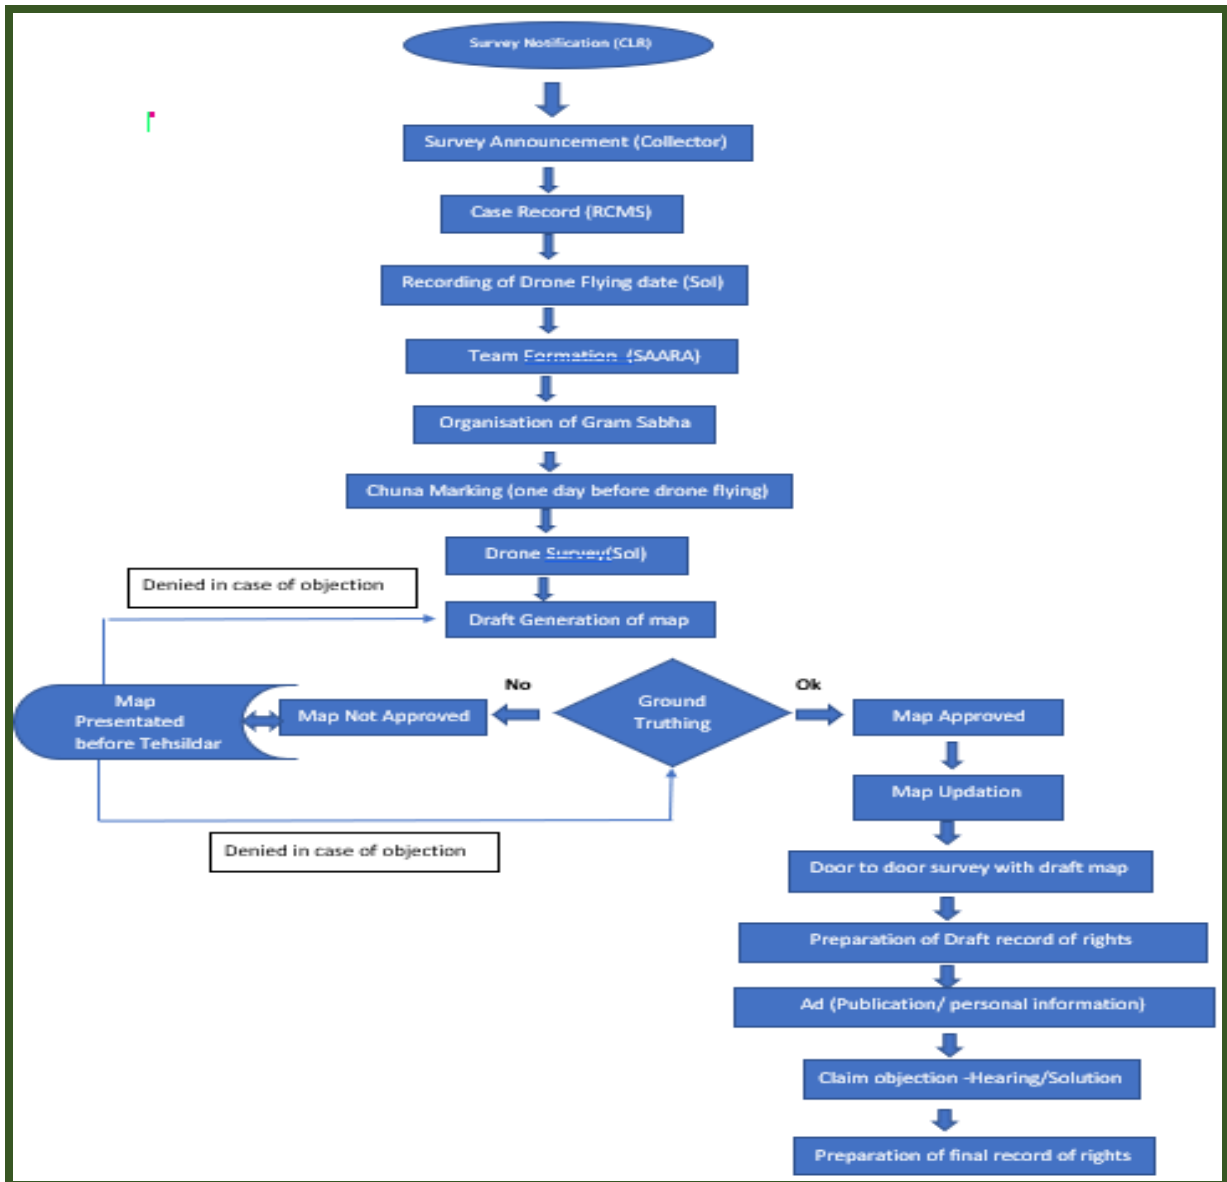 Survey Notification (CLR)
Survey Announcement (Collector)
Case Record (RCMS)
Recording of Drone Flying date (SoI)
Team Formation (SAARA)
Organisation of Gram Sabha
Chuna Marking (one day before drone flying)
Drone Survey(SoI)
Denied in case of objection
Draft Generation of map
No
Ok
Map
Presentated
before Tehsildar
Map Not Approved
Ground
Truthing
Map Approved
Map Updation
Denied in case of objection
Door to door survey with draft map
Preparation of Draft record of rights
Ad (Publication/ personal information)
Claim objection -Hearing/Solution
Preparation of final record of rights